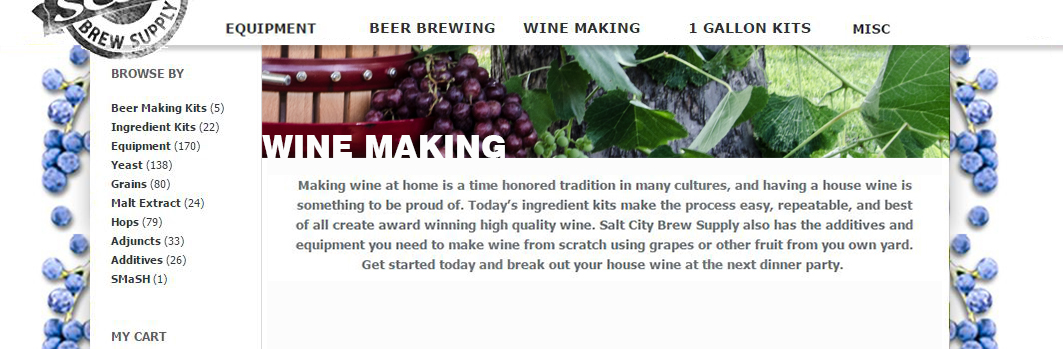 BREW SUPPLY
EQUIPMENT
BEER BREWING
WINE MAKING
1 GALLON KITS
MISC
BROWSE BY
Beer Making Kits (5)
Ingredient Kits (22)
Equipment (170)
Yeast (138)
Grains (80)
Malt Extract (24)
Hops (79)
Adjuncts (33)
Additives (26)
SMaSH (1)
MY CART
WINE MAKING
Making wine at home is a time honored tradition in many cultures, and having a house wine is
something to be proud of. Today's ingredient kits make the process easy, repeatable, and best
of all create award winning high quality wine. Salt City Brew Supply also has the additives and
equipment you need to make wine from scratch using grapes or other fruit from you own yard.
Get started today and break out your house wine at the next dinner party.